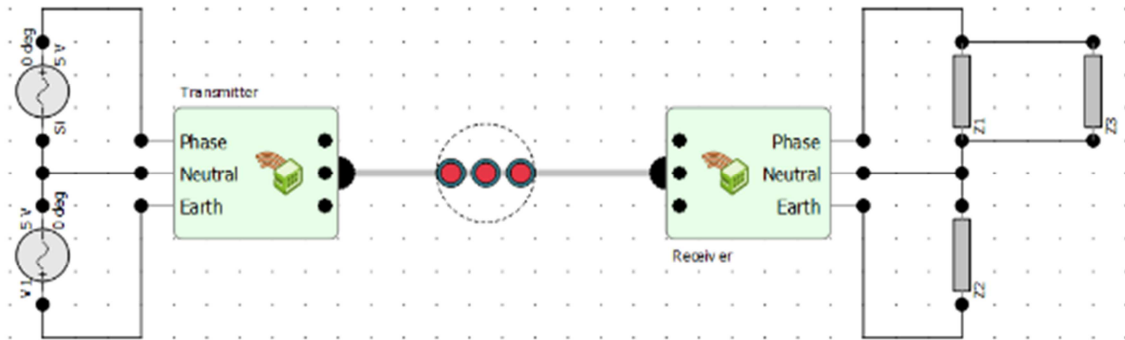 0 deg
5 V
SI
5 V
0 deg
V1
Transmitter
Phase
Neutral
Earth
Phase
Neutral
Earth
Receiver
Z1
Z3
Z2